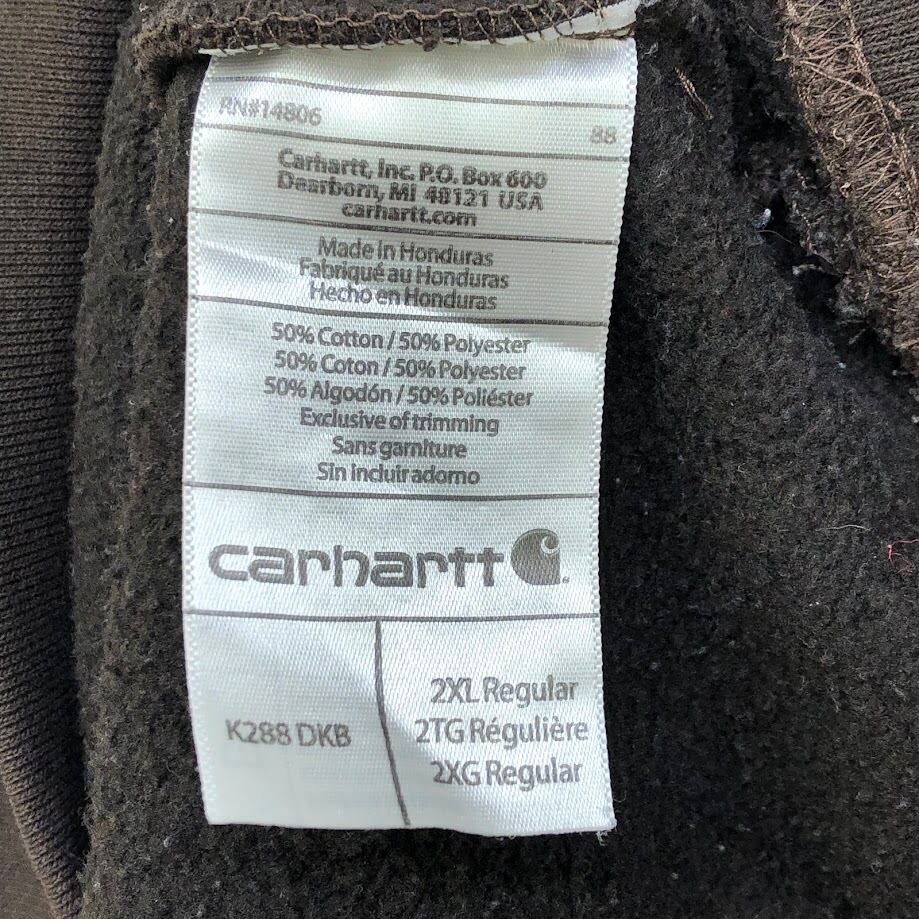 RN#14806
88
Carhartt, Inc. P.O. Box 600
Dearborn, MI 48121 USA
carhartt.com
Made in Honduras
Fabriqué au Honduras
Hecho en Honduras
50% Cotton / 50% Polyester
50% Coton / 50% Polyester
50% Algodón / 50% Poliéster
Exclusive of trimming
Sans garniture
Sin incluir adorno
carhartt
K288 DKB
2XL Regular
2TG Régulière
2XG Regular